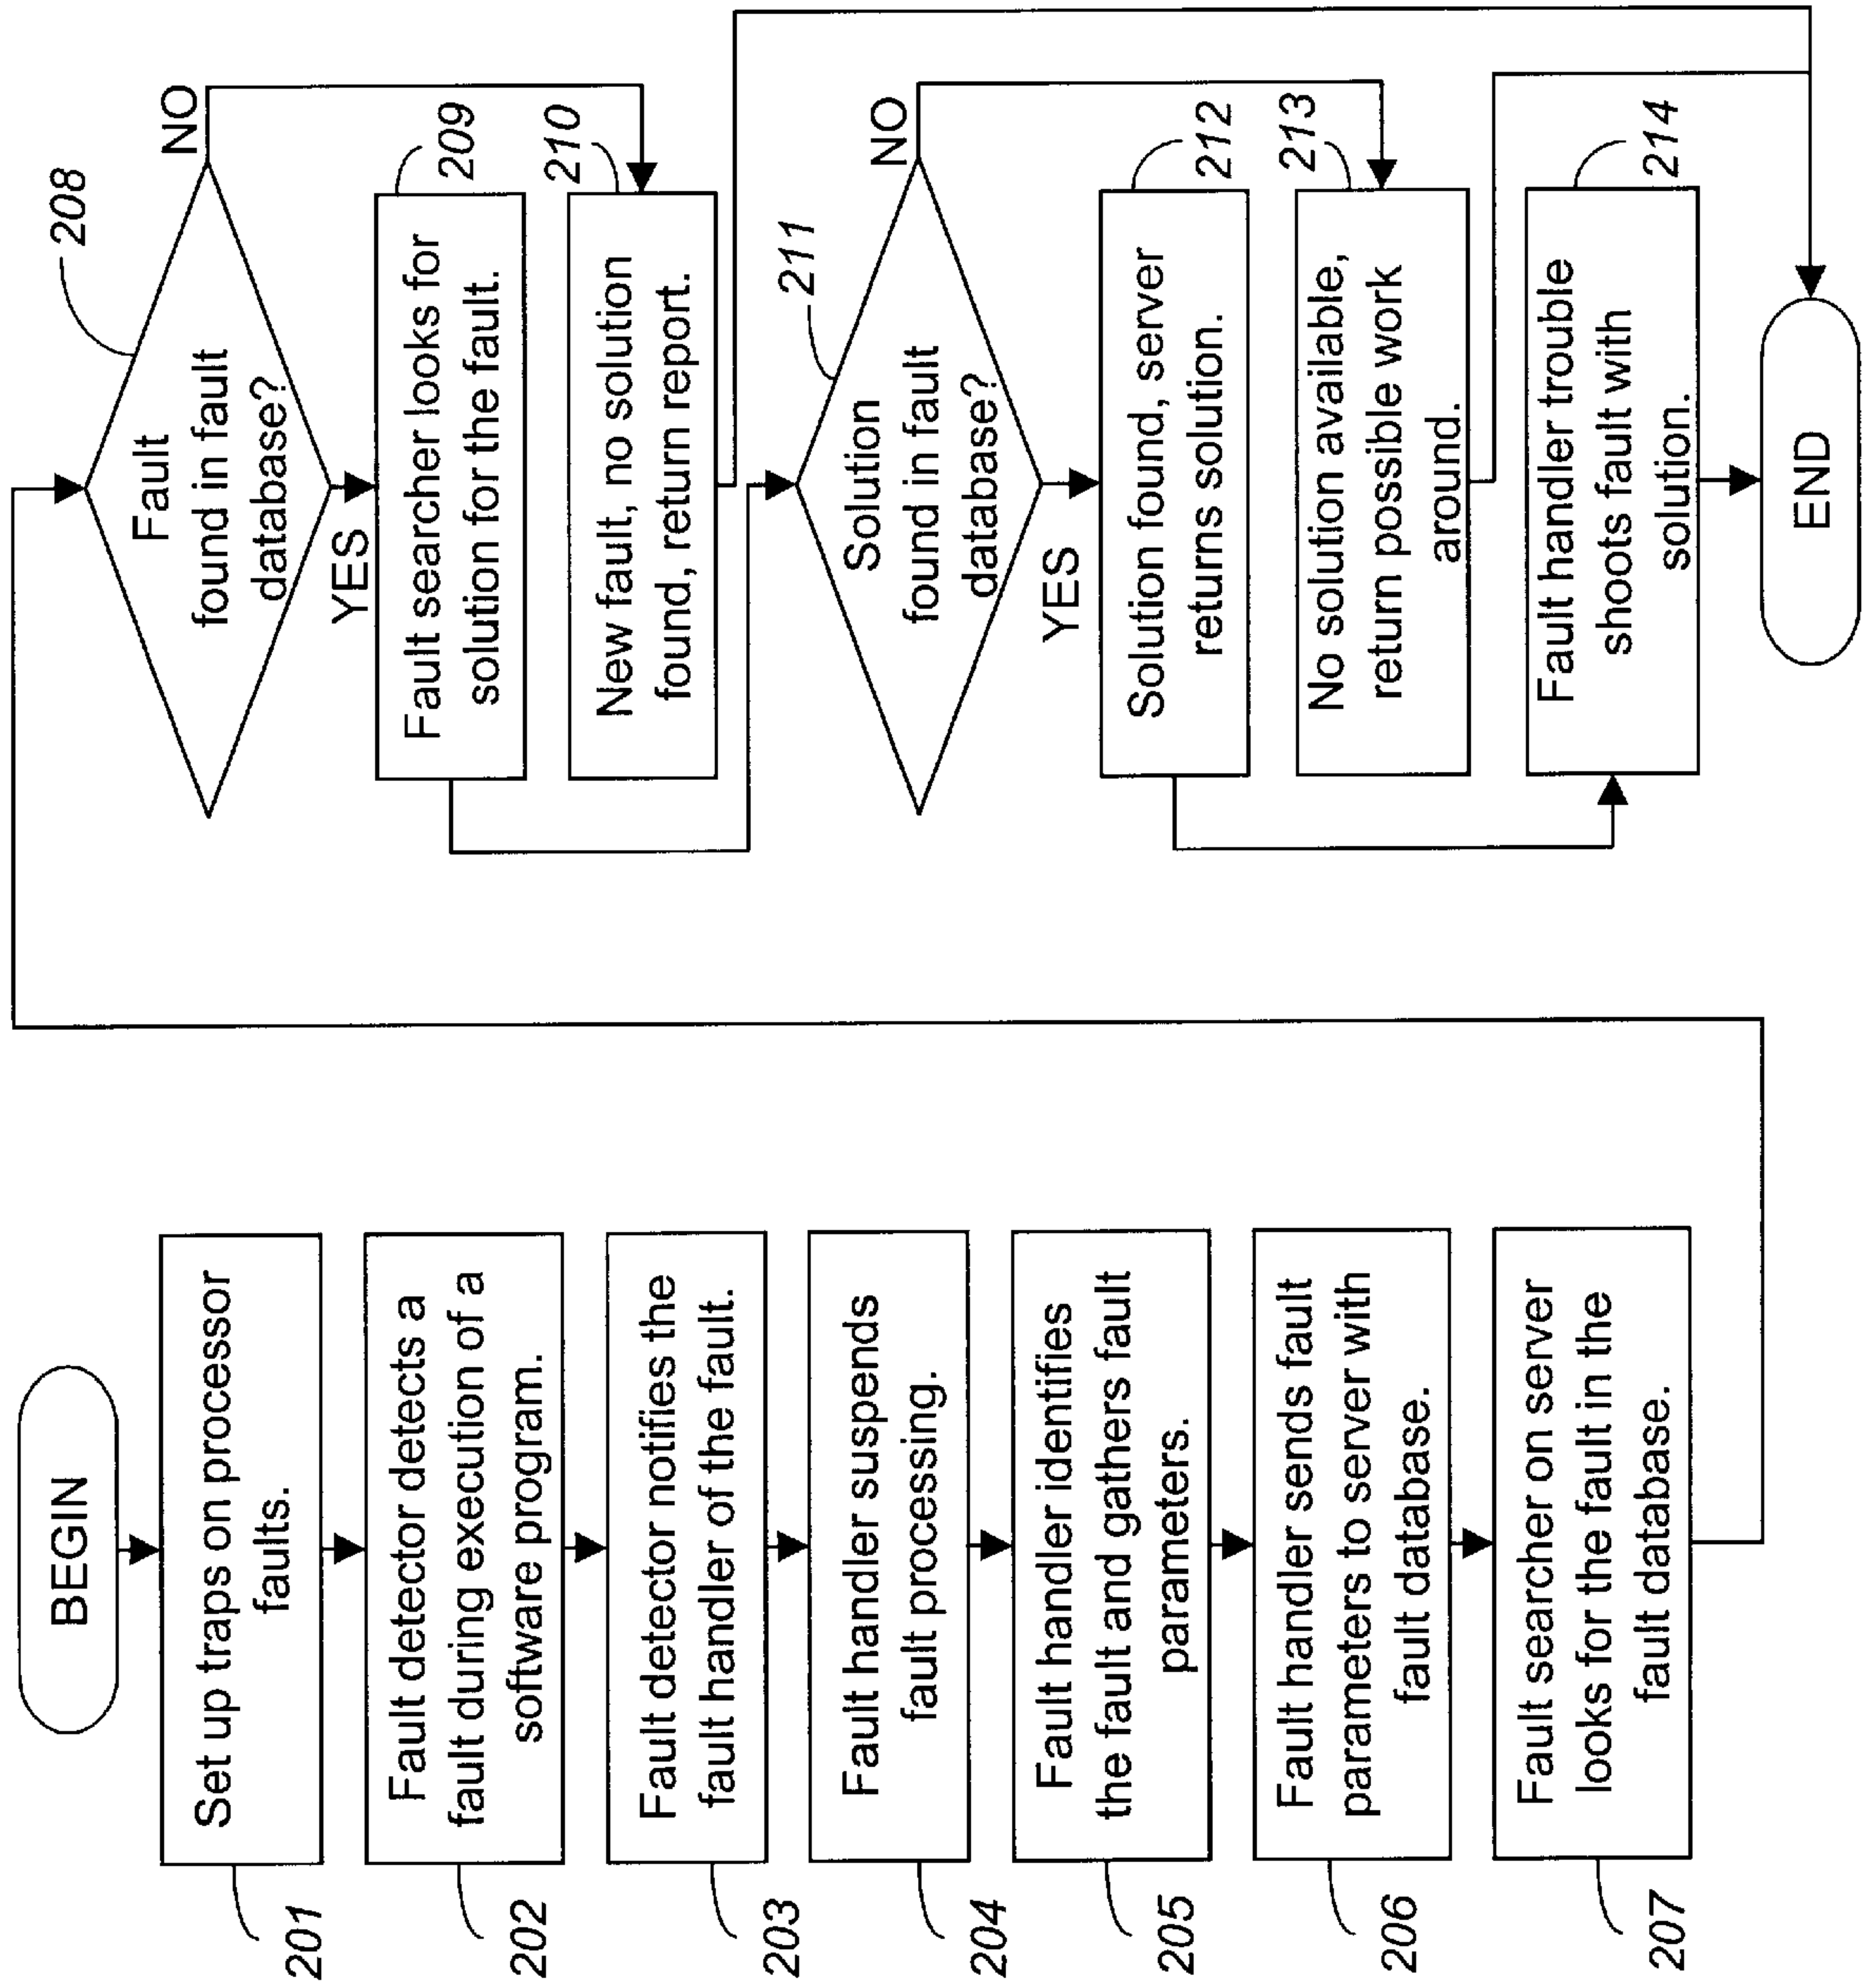 BEGIN
Set up traps on processor
faults.
201
Fault detector detects a
fault during execution of a
software program.
202
Fault detector notifies the
fault handler of the fault.
203
Fault handler suspends
fault processing.
204
Fault handler identifies
the fault and gathers fault
parameters.
205
Fault handler sends fault
parameters to server with
fault database.
206
Fault searcher on server
looks for the fault in the
fault database.
207
Fault
found in fault
database?
208
NO
YES
Fault searcher looks for
solution for the fault.
209
New fault, no solution
found, return report.
210
Solution
found in fault
database?
211
NO
YES
Solution found, server
returns solution.
212
No solution available,
return possible work
around.
213
Fault handler trouble
shoots fault with
solution.
214
END